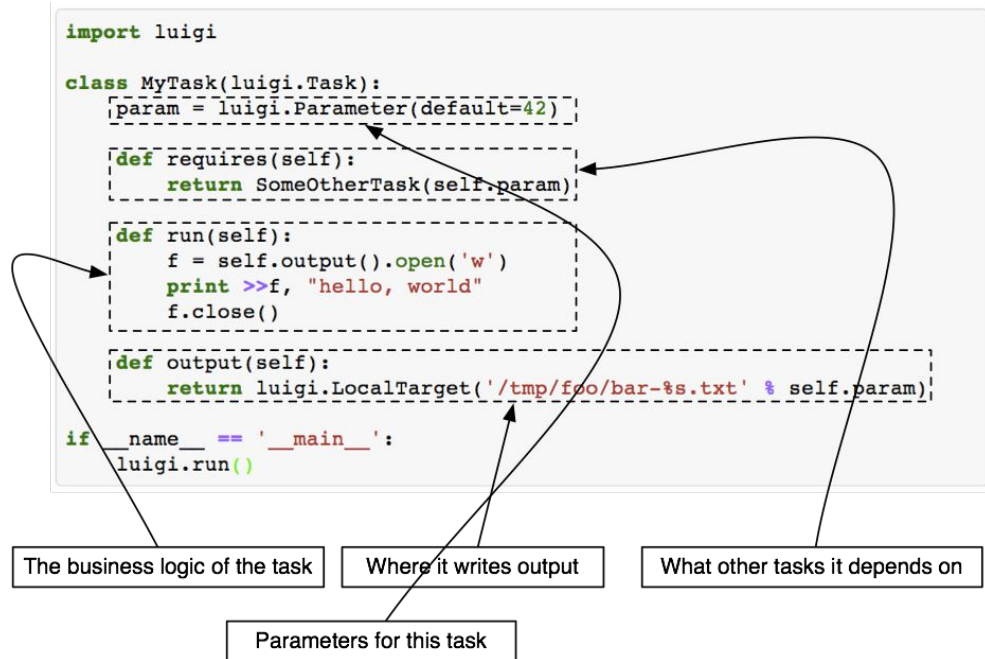 import luigi
class MyTask(luigi.Task):
    param = luigi.Parameter(default=42)
    def requires(self):
        return SomeOtherTask(self.param)
    def run(self):
        f = self.output().open('w')
        print >>f, "hello, world"
        f.close()
    def output(self):
        return luigi.LocalTarget('/tmp/foo/bar-%s.txt' % self.param)
if __name__ == '__main__':
    luigi.run()
The business logic of the task
Where it writes output
What other tasks it depends on
Parameters for this task